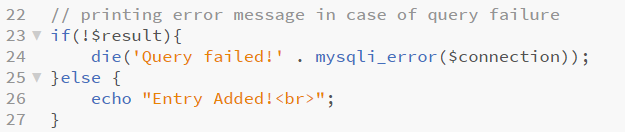 22 // printing error message in case of query failure
23 ▼ if(!$result){
24 die('Query failed!' . mysqli_error($connection));
25 ▼ }else {
26 echo "Entry Added!<br>";
27 }